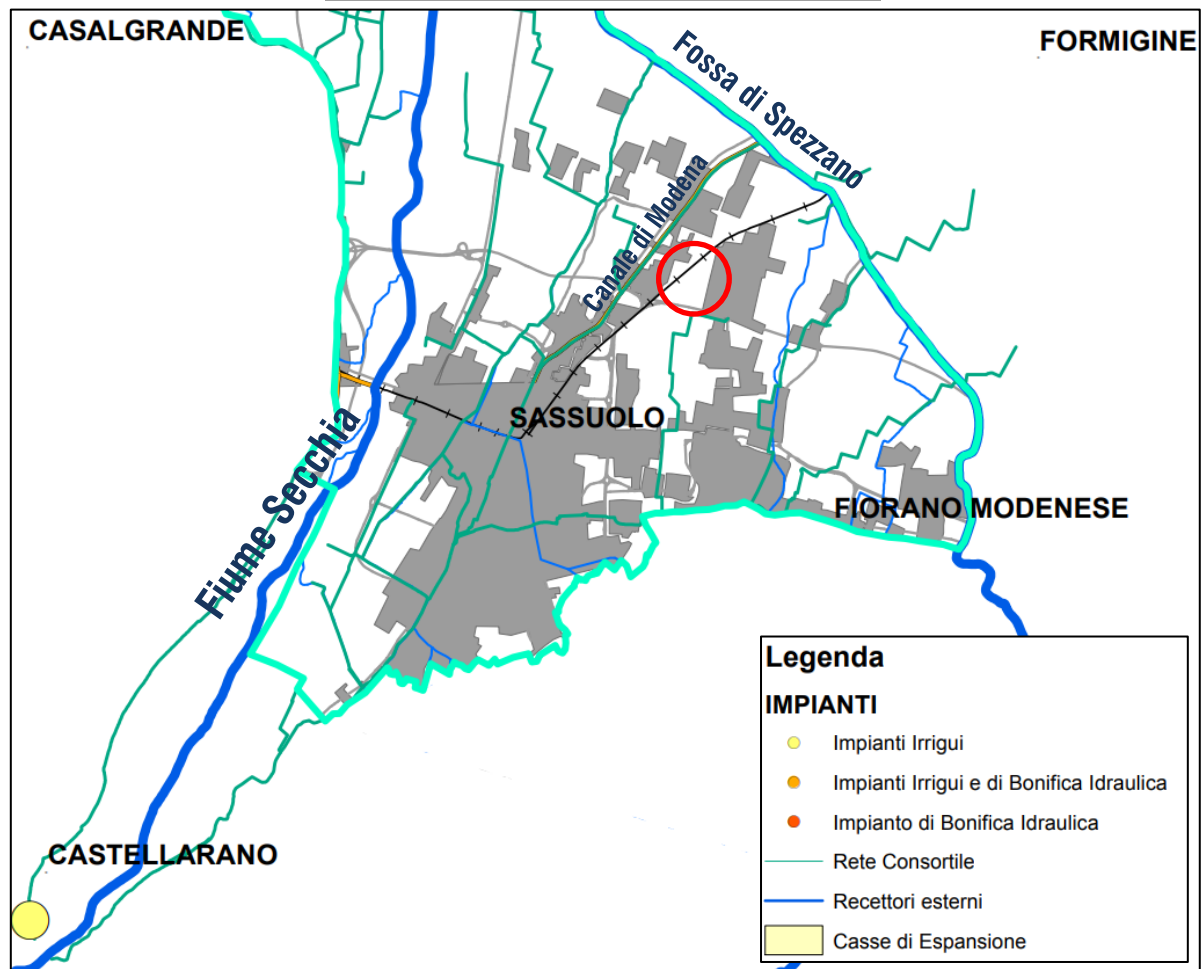 CASALGRANDE
FORMIGINE
Fossa di Spezzano
Canale di Modena
SASSUOLO
Fiume Secchia
FIORANO MODENESE
CASTELLARANO
Legenda
IMPIANTI
Impianti Irrigui
Impianti Irrigui e di Bonifica Idraulica
Impianto di Bonifica Idraulica
Rete Consortile
Recettori esterni
Casse di Espansione